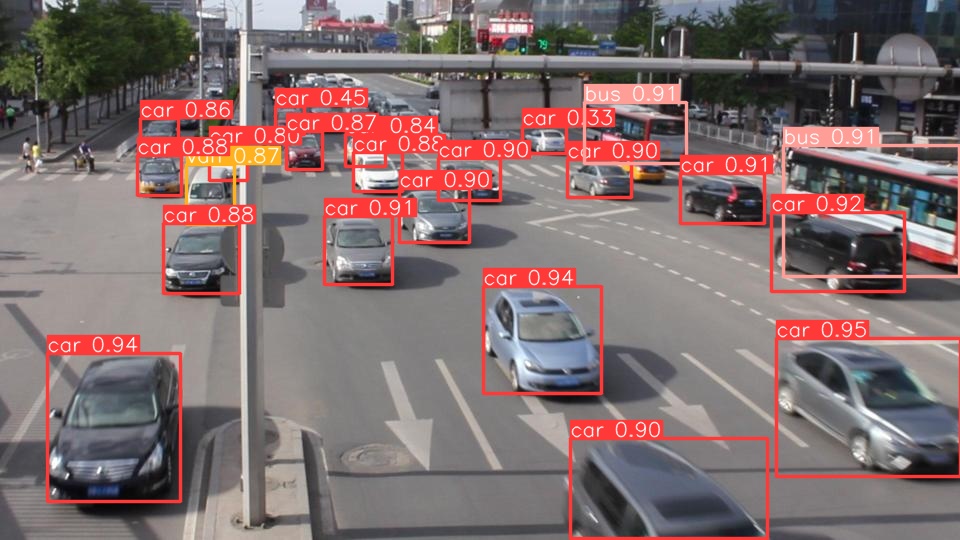 car 0.45
bus 0.91
car 0.86
car 0.33
car 0.87
0.84
car 0.80
car 0.88
bus 0.91
car 0.88
car 0.90
car 0.90
van 0.87
car 0.91
car 0.90
car 0.92
car 0.91
car 0.88
car 0.94
car 0.95
car 0.94
car 0.90